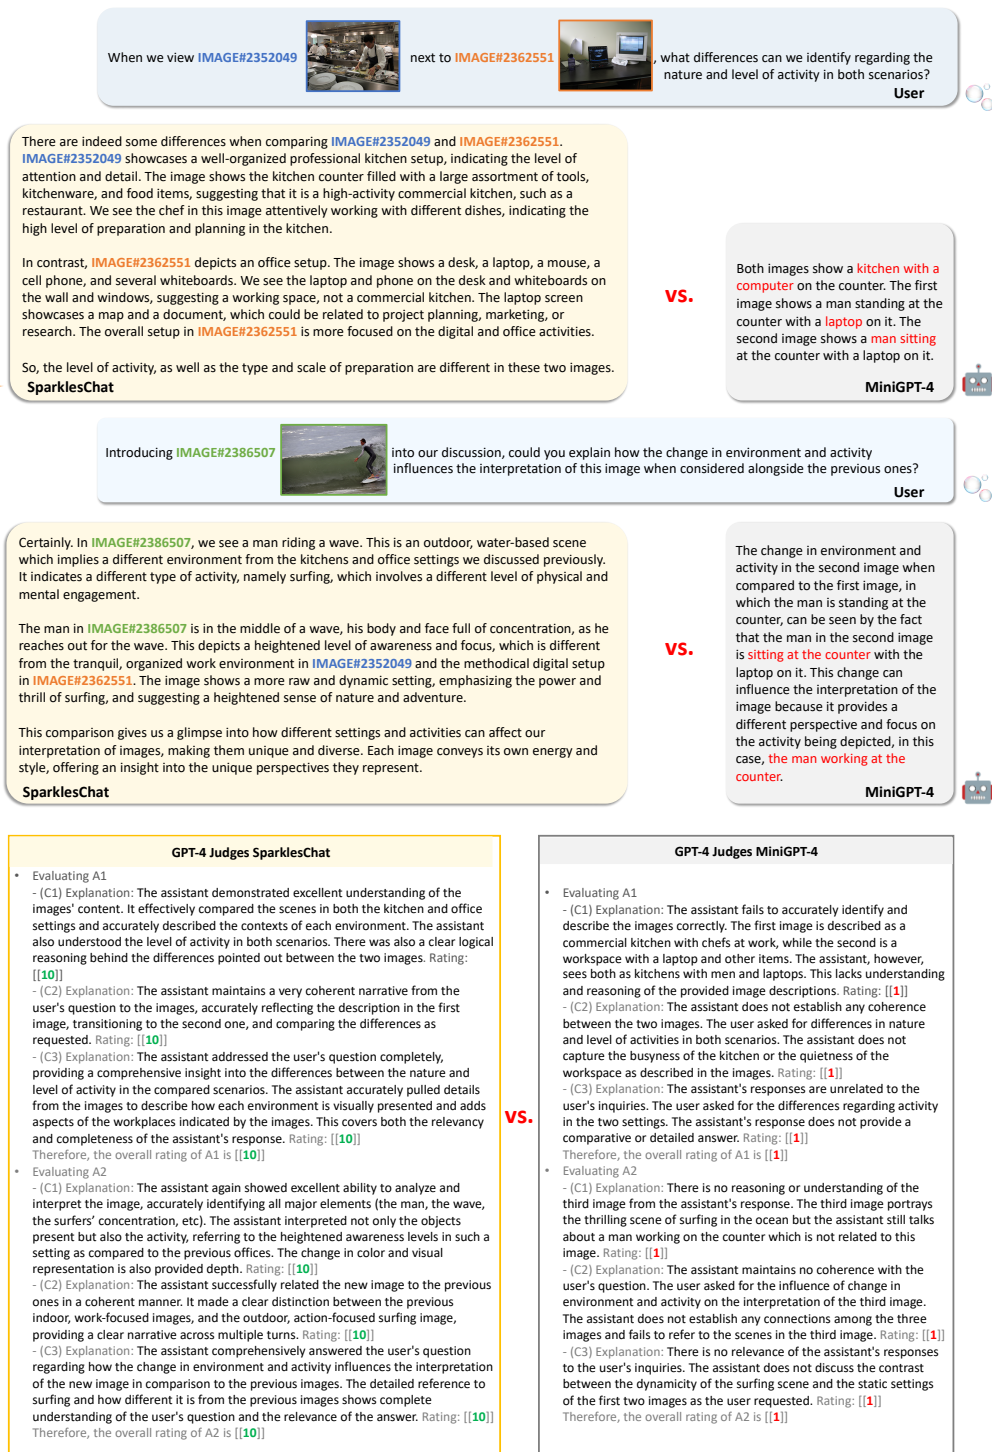 When we view IMAGE#2352049 next to IMAGE#2362551 , what differences can we identify regarding the
nature and level of activity in both scenarios?
User
There are indeed some differences when comparing IMAGE#2352049 and IMAGE#2362551.
IMAGE#2352049 showcases a well-organized professional kitchen setup, indicating the level of
attention and detail. The image shows the kitchen counter filled with a large assortment of tools,
kitchenware, and food items, suggesting that it is a high-activity commercial kitchen, such as a
restaurant. We see the chef in this image attentively working with different dishes, indicating the
high level of preparation and planning in the kitchen.
In contrast, IMAGE#2362551 depicts an office setup. The image shows a desk, a laptop, a mouse, a
cell phone, and several whiteboards. We see the laptop and phone on the desk and whiteboards on
the wall and windows, suggesting a working space, not a commercial kitchen. The laptop screen
showcases a map and a document, which could be related to project planning, marketing, or
research. The overall setup in IMAGE#2362551 is more focused on the digital and office activities.
So, the level of activity, as well as the type and scale of preparation are different in these two images.
SparklesChat
vs.
Both images show a kitchen with a
computer on the counter. The first
image shows a man standing at the
counter with a laptop on it. The
second image shows a man sitting
at the counter with a laptop on it.
MiniGPT-4
Introducing IMAGE#2386507 into our discussion, could you explain how the change in environment and activity
influences the interpretation of this image when considered alongside the previous ones?
User
Certainly. In IMAGE#2386507, we see a man riding a wave. This is an outdoor, water-based scene
which implies a different environment from the kitchens and office settings we discussed previously.
It indicates a different type of activity, namely surfing, which involves a different level of physical and
mental engagement.
The man in IMAGE#2386507 is in the middle of a wave, his body and face full of concentration, as he
reaches out for the wave. This depicts a heightened level of awareness and focus, which is different
from the tranquil, organized work environment in IMAGE#2352049 and the methodical digital setup
in IMAGE#2362551. The image shows a more raw and dynamic setting, emphasizing the power and
thrill of surfing, and suggesting a heightened sense of nature and adventure.
This comparison gives us a glimpse into how different settings and activities can affect our
interpretation of images, making them unique and diverse. Each image conveys its own energy and
style, offering an insight into the unique perspectives they represent.
SparklesChat
vs.
The change in environment and
activity in the second image when
compared to the first image, in
which the man is standing at the
counter, can be seen by the fact
that the man in the second image
is sitting at the counter with the
laptop on it. This change can
influence the interpretation of the
image because it provides a
different perspective and focus on
the activity being depicted, in this
case, the man working at the
counter.
MiniGPT-4
GPT-4 Judges SparklesChat
• Evaluating A1
- (C1) Explanation: The assistant demonstrated excellent understanding of the
images' content. It effectively compared the scenes in both the kitchen and office
settings and accurately described the contexts of each environment. The assistant
also understood the level of activity in both scenarios. There was also a clear logical
reasoning behind the differences pointed out between the two images. Rating:
[[10]]
- (C2) Explanation: The assistant maintains a very coherent narrative from the
user's question to the images, accurately reflecting the description in the first
image, transitioning to the second one, and comparing the differences as
requested. Rating: [[10]]
- (C3) Explanation: The assistant addressed the user's question completely,
providing a comprehensive insight into the differences between the nature and
level of activity in the compared scenarios. The assistant accurately pulled details
from the images to describe how each environment is visually presented and adds
aspects of the workplaces indicated by the images. This covers both the relevancy
and completeness of the assistant's response. Rating: [[10]]
Therefore, the overall rating of A1 is [[10]]
• Evaluating A2
- (C1) Explanation: The assistant again showed excellent ability to analyze and
interpret the image, accurately identifying all major elements (the man, the wave,
the surfers' concentration, etc). The assistant interpreted not only the objects
present but also the activity, referring to the heightened awareness levels in such a
setting as compared to the previous offices. The change in color and visual
representation is also provided depth. Rating: [[10]]
- (C2) Explanation: The assistant successfully related the new image to the previous
ones in a coherent manner. It made a clear distinction between the previous
indoor, work-focused images, and the outdoor, action-focused surfing image,
providing a clear narrative across multiple turns. Rating: [[10]]
- (C3) Explanation: The assistant comprehensively answered the user's question
regarding how the change in environment and activity influences the interpretation
of the new image in comparison to the previous images. The detailed reference to
surfing and how different it is from the previous images shows complete
understanding of the user's question and the relevance of the answer. Rating: [[10]]
Therefore, the overall rating of A2 is [[10]]
vs.
GPT-4 Judges MiniGPT-4
• Evaluating A1
- (C1) Explanation: The assistant fails to accurately identify and
describe the images correctly. The first image is described as a
commercial kitchen with chefs at work, while the second is a
workspace with a laptop and other items. The assistant, however,
sees both as kitchens with men and laptops. This lacks understanding
and reasoning of the provided image descriptions. Rating: [[1]]
- (C2) Explanation: The assistant does not establish any coherence
between the two images. The user asked for differences in nature
and level of activities in both scenarios. The assistant does not
capture the busyness of the kitchen or the quietness of the
workspace as described in the images. Rating: [[1]]
- (C3) Explanation: The assistant's responses are unrelated to the
user's inquiries. The user asked for the differences regarding activity
in the two settings. The assistant's response does not provide a
comparative or detailed answer. Rating: [[1]]
Therefore, the overall rating of A1 is [[1]]
• Evaluating A2
- (C1) Explanation: There is no reasoning or understanding of the
third image from the assistant's response. The third image portrays
the thrilling scene of surfing in the ocean but the assistant still talks
about a man working on the counter which is not related to this
image. Rating: [[1]]
- (C2) Explanation: The assistant maintains no coherence with the
user's question. The user asked for the influence of change in
environment and activity on the interpretation of the third image.
The assistant does not establish any connections among the three
images and fails to refer to the scenes in the third image. Rating: [[1]]
- (C3) Explanation: There is no relevance of the assistant's responses
to the user's inquiries. The assistant does not discuss the contrast
between the dynamicity of the surfing scene and the static settings
of the first two images as the user requested. Rating: [[1]]
Therefore, the overall rating of A2 is [[1]]